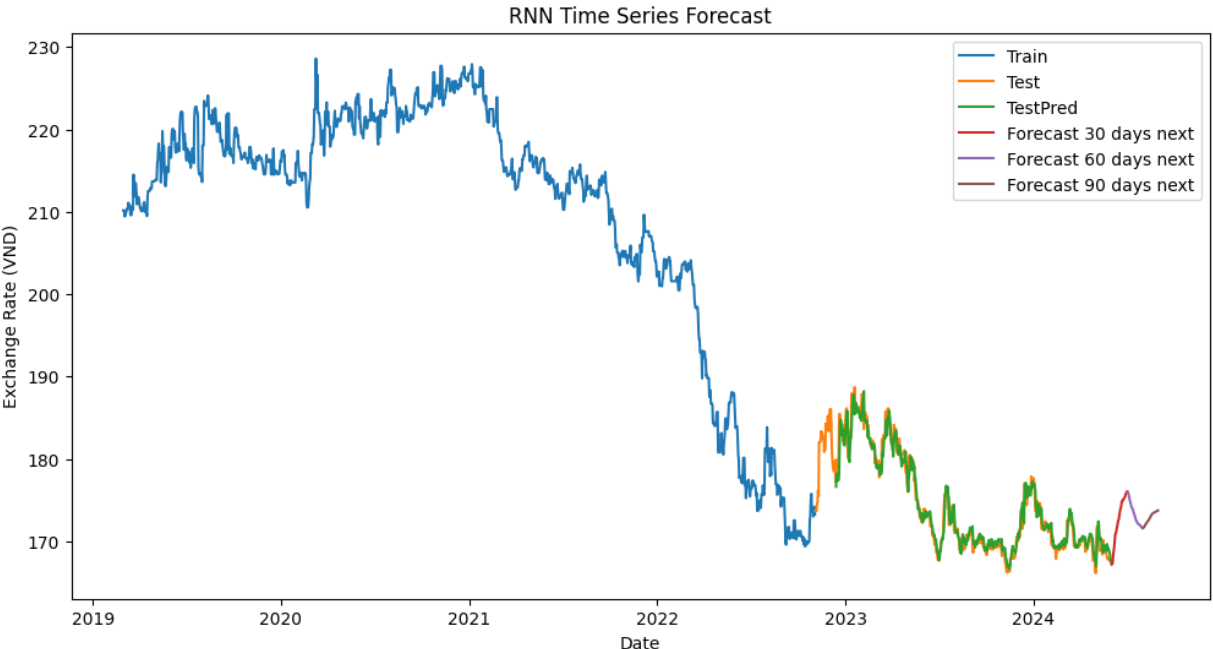 RNN Time Series Forecast
230
220
210
200
190
180
170
Exchange Rate (VND)
Train
Test
TestPred
Forecast 30 days next
Forecast 60 days next
Forecast 90 days next
2019 2020 2021 2022 2023 2024
Date